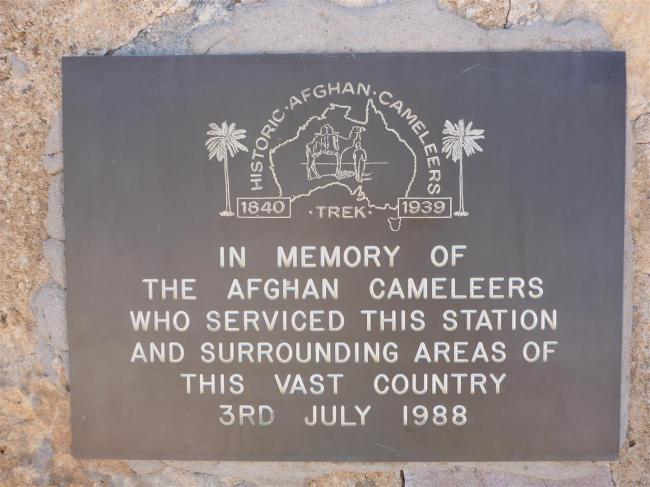 HISTORIC · AFGHAN · CAMELEERS
1840 · TREK · 1939
IN MEMORY OF
THE AFGHAN CAMELEERS
WHO SERVICED THIS STATION
AND SURROUNDING AREAS OF
THIS VAST COUNTRY
3RD JULY 1988